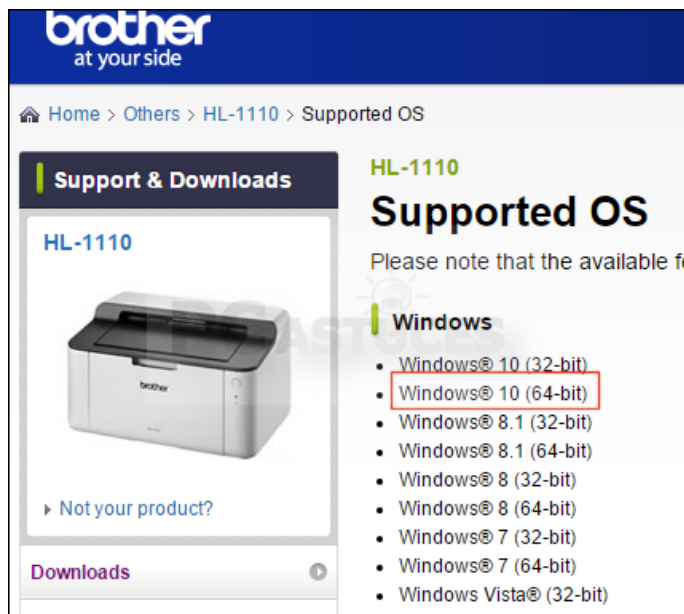 brother
at your side
Home > Others > HL-1110 > Supported OS
Support & Downloads
HL-1110
brother
Not your product?
Downloads
HL-1110
Supported OS
Please note that the available
Windows
PC ASTUCES
Windows® 10 (32-bit)
Windows® 10 (64-bit)
Windows® 8.1 (32-bit)
Windows® 8.1 (64-bit)
Windows® 8 (32-bit)
Windows® 8 (64-bit)
Windows® 7 (32-bit)
Windows® 7 (64-bit)
Windows Vista® (32-bit)